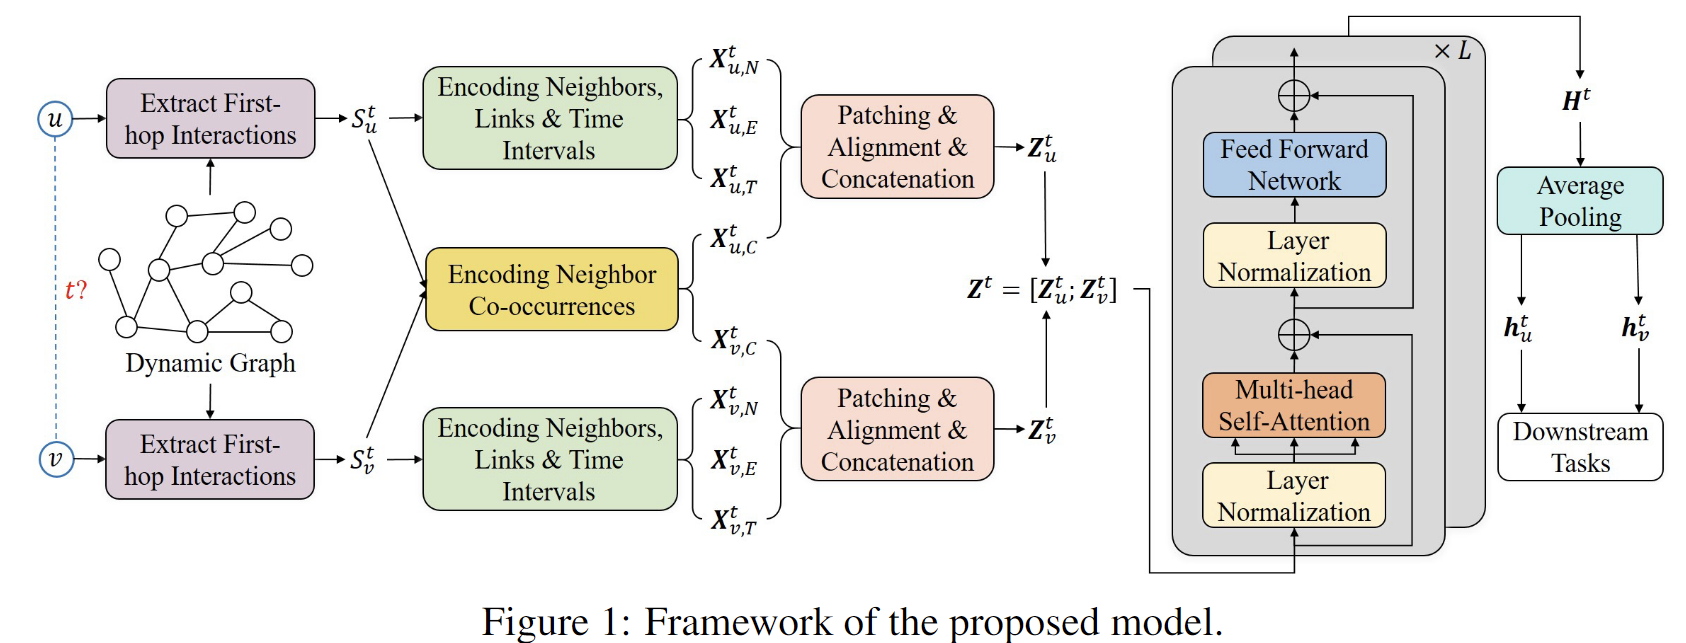 u
Extract First-
hop Interactions
S_u^t
Encoding Neighbors,
Links & Time
Intervals
X_{u,N}^t
X_{u,E}^t
X_{u,T}^t
X_{u,C}^t
Patching &
Alignment &
Concatenation
Z_u^t
t?
Dynamic Graph
Encoding Neighbor
Co-occurrences
Z^t = [Z_u^t; Z_v^t]
v
Extract First-
hop Interactions
S_v^t
Encoding Neighbors,
Links & Time
Intervals
X_{v,C}^t
X_{v,N}^t
X_{v,E}^t
X_{v,T}^t
Patching &
Alignment &
Concatenation
Z_v^t
× L
Feed Forward
Network
Layer
Normalization
Multi-head
Self-Attention
Layer
Normalization
H^t
Average
Pooling
h_u^t
h_v^t
Downstream
Tasks
Figure 1: Framework of the proposed model.